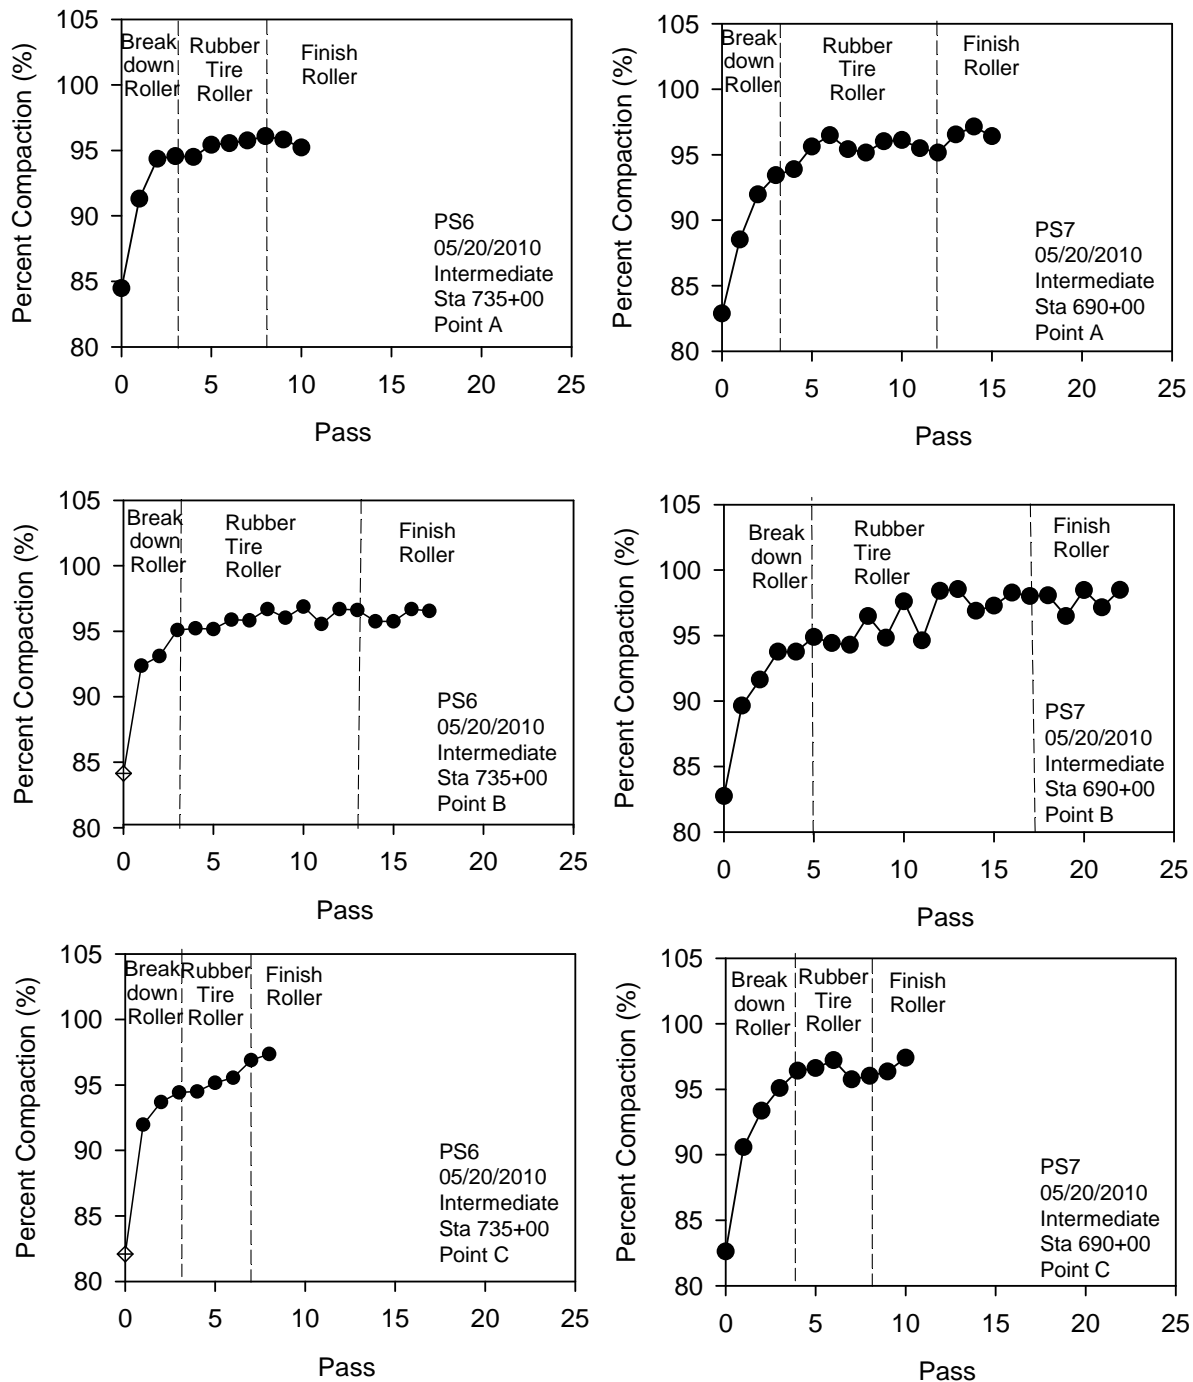 105
100
95
90
85
80
Percent Compaction (%)
Break
down
Roller
Rubber
Tire
Roller
Finish
Roller
PS6
05/20/2010
Intermediate
Sta 735+00
Point A
0 5 10 15 20 25
Pass
105
100
95
90
85
80
Percent Compaction (%)
Break
down
Roller
Rubber
Tire
Roller
Finish
Roller
PS7
05/20/2010
Intermediate
Sta 690+00
Point A
0 5 10 15 20 25
Pass
105
100
95
90
85
80
Percent Compaction (%)
Break
down
Roller
Rubber
Tire
Roller
Finish
Roller
PS6
05/20/2010
Intermediate
Sta 735+00
Point B
0 5 10 15 20 25
Pass
105
100
95
90
85
80
Percent Compaction (%)
Break
down
Roller
Rubber
Tire
Roller
Finish
Roller
PS7
05/20/2010
Intermediate
Sta 690+00
Point B
0 5 10 15 20 25
Pass
105
100
95
90
85
80
Percent Compaction (%)
Break
down
Roller
Rubber
Tire
Roller
Finish
Roller
PS6
05/20/2010
Intermediate
Sta 735+00
Point C
0 5 10 15 20 25
Pass
105
100
95
90
85
80
Percent Compaction (%)
Break
down
Roller
Rubber
Tire
Roller
Finish
Roller
PS7
05/20/2010
Intermediate
Sta 690+00
Point C
0 5 10 15 20 25
Pass